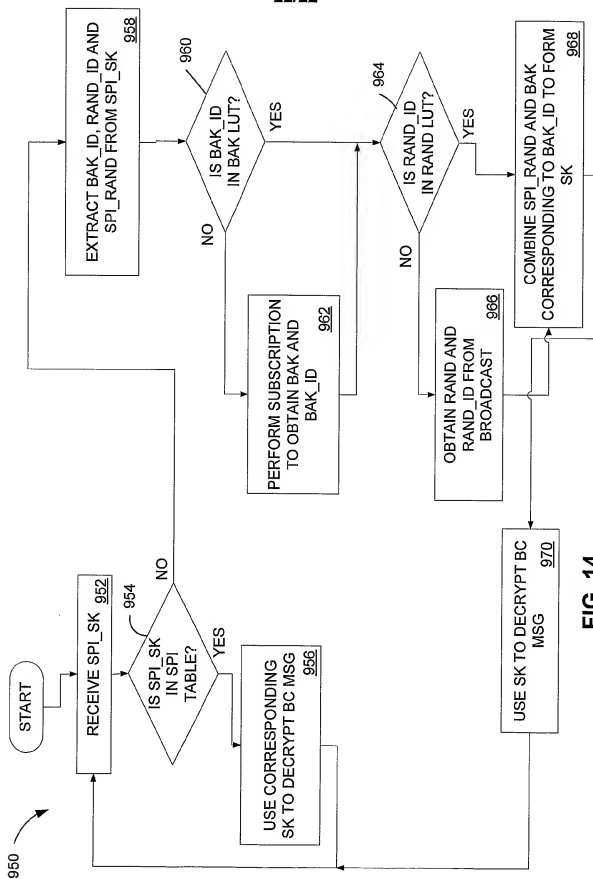 950
START
RECEIVE SPI_SK 952
954
IS SPI_SK
IN SPI
TABLE?
NO
YES
USE CORRESPONDING
SK TO DECRYPT BC MSG
956
EXTRACT BAK_ID, RAND_ID AND
SPI_RAND FROM SPI_SK
958
960
IS BAK_ID
IN BAK LUT?
NO
YES
PERFORM SUBSCRIPTION
TO OBTAIN BAK AND
BAK_ID
962
964
IS RAND_ID
IN RAND LUT?
NO
YES
OBTAIN RAND AND
RAND_ID FROM
BROADCAST
966
COMBINE SPI_RAND AND BAK
CORRESPONDING TO BAK_ID TO FORM
SK
968
USE SK TO DECRYPT BC
MSG
970
FIG. 14